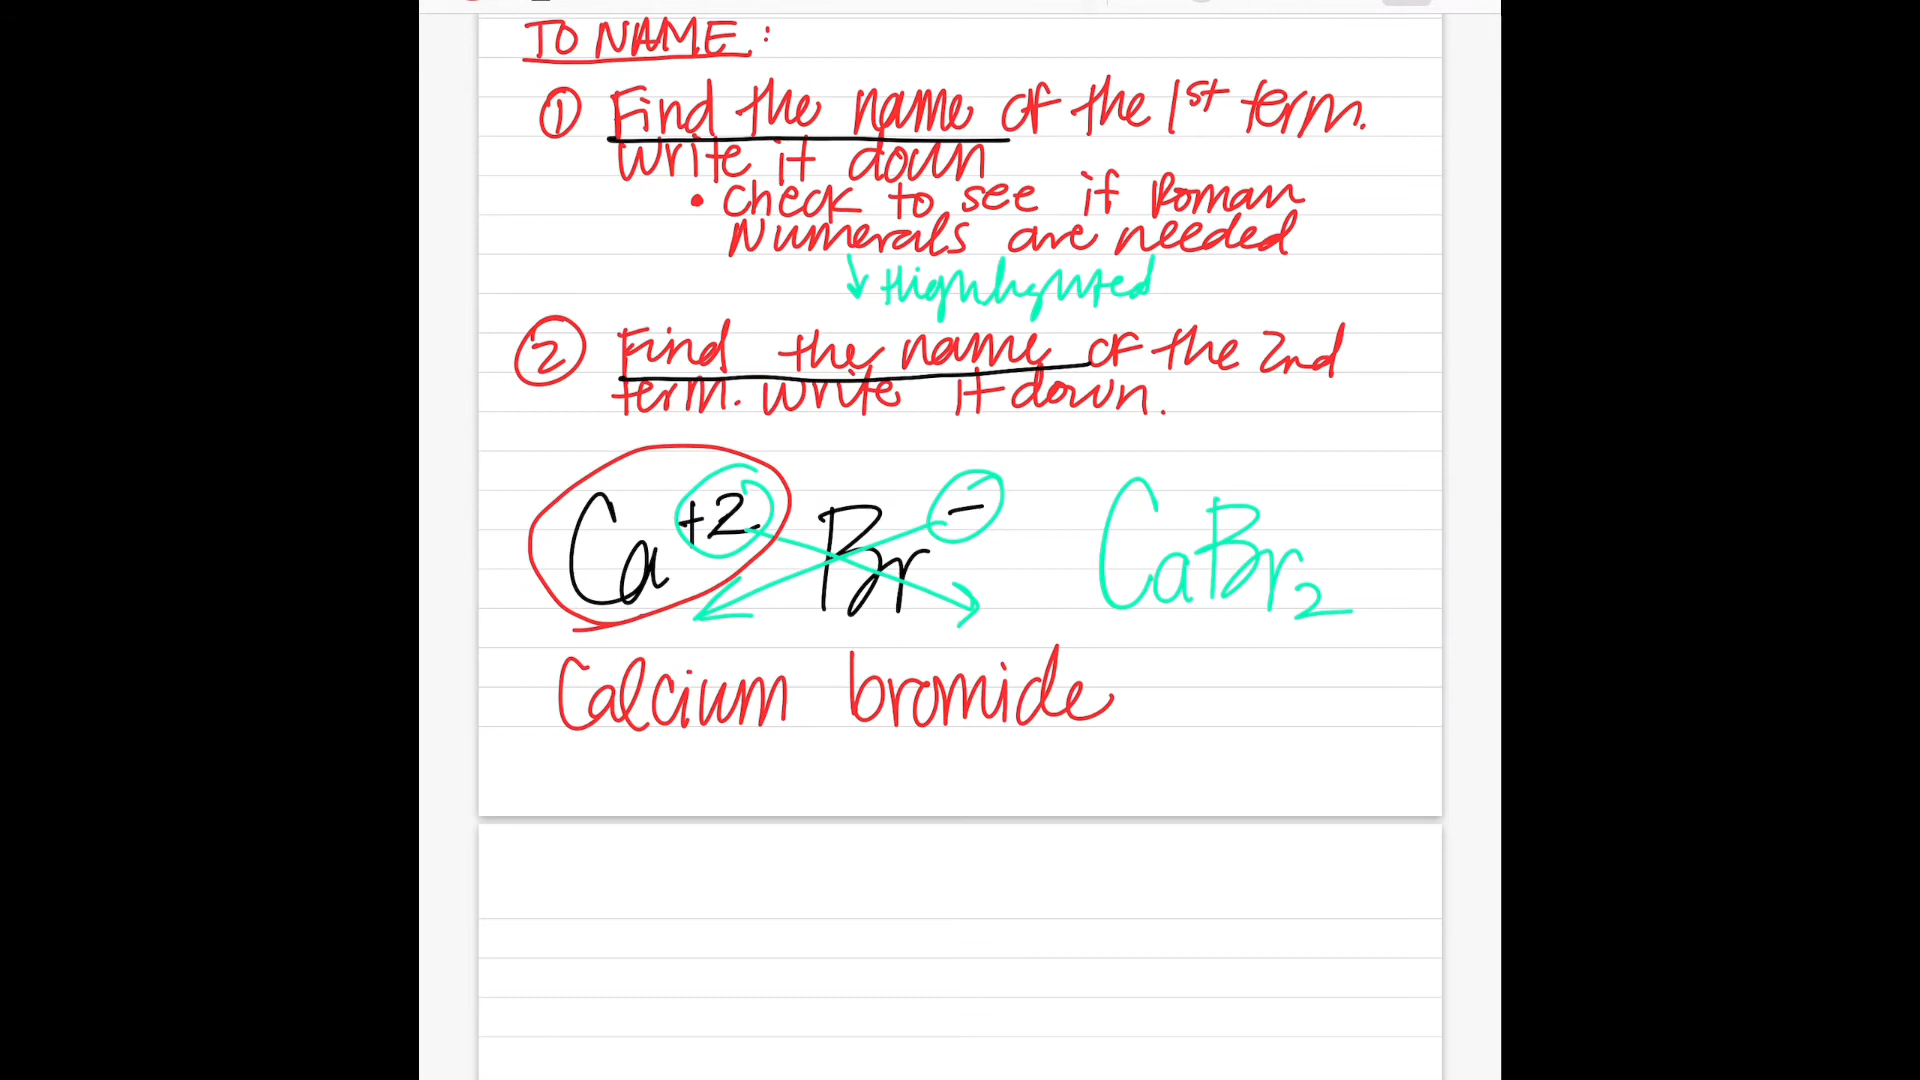 TO NAME:
① Find the name of the 1st term.
Write it down
• Check to see if Roman
Numerals are needed
↓ Highlighted
② Find the name of the 2nd
term. Write it down.
Ca+2 Br- CaBr2
Calcium bromide